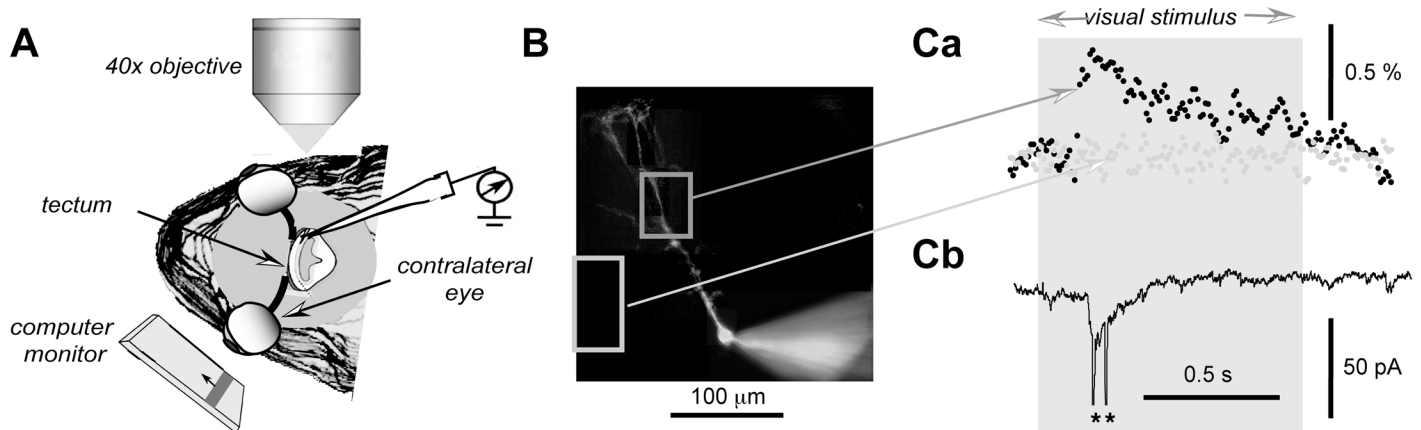 A
40x objective
tectum
contralateral
eye
computer
monitor
B
100 μm
visual stimulus
Ca
0.5 %
Cb
0.5 s
50 pA
* *